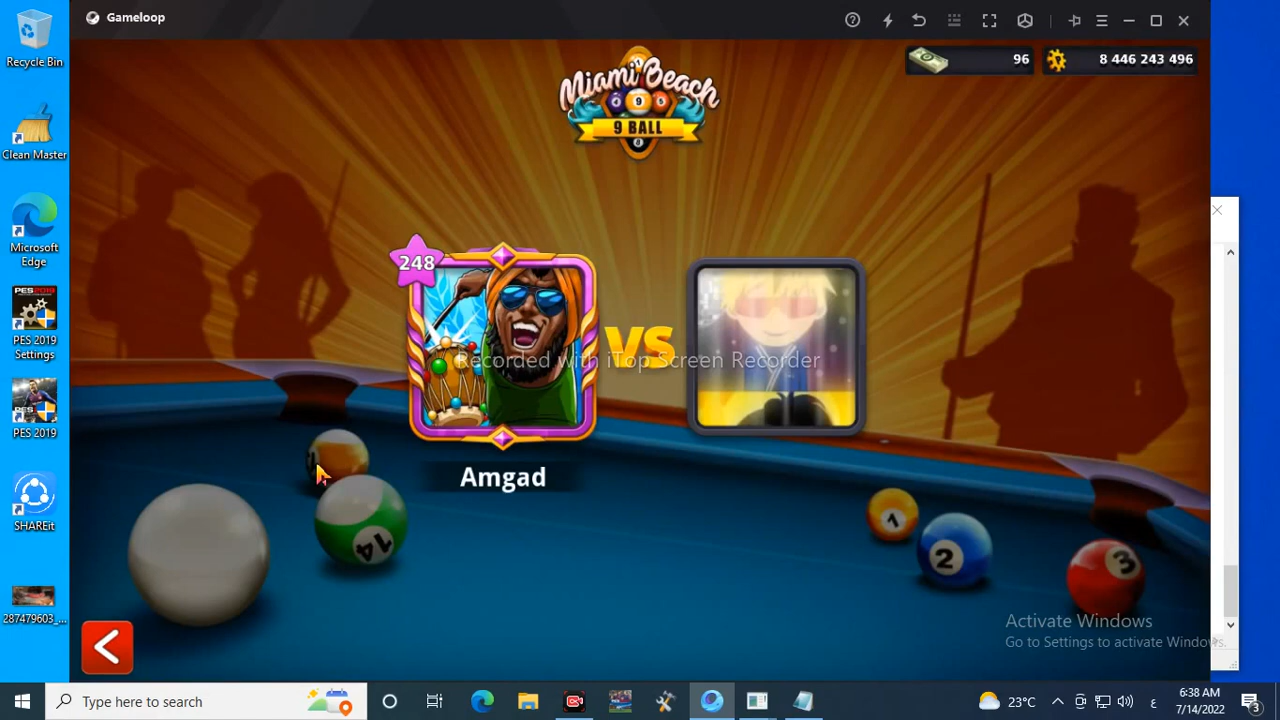 Gameloop
96
8 446 243 496
Recycle Bin
Miami Beach
9 BALL
Clean Master
Microsoft
Edge
PES 2019
Settings
PES 2019
SHAREit
287479603_...
248
VS
Recorded with iTop Screen Recorder
Amgad
14
1
2
3
Activate Windows
Go to Settings to activate Windows.
Type here to search
23°C
ع
6:38 AM
7/14/2022
3